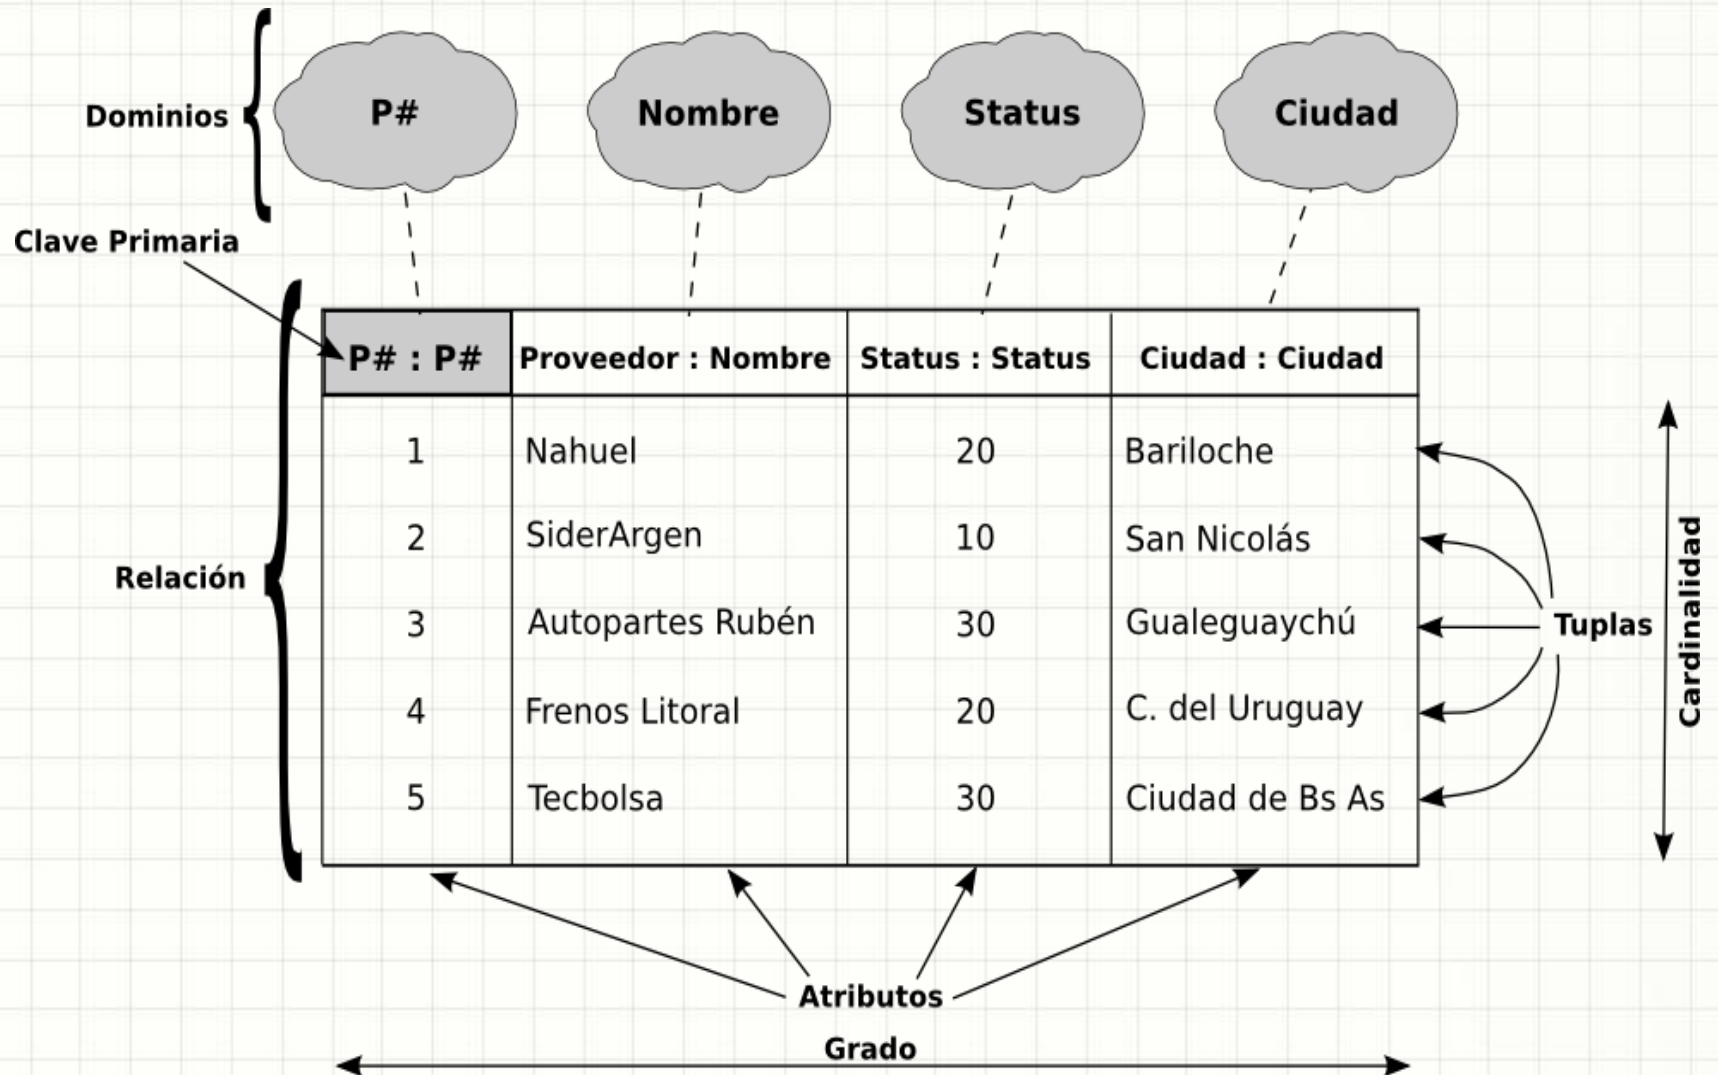 P# Nombre Status Ciudad
Dominios
Clave Primaria
P# : P# Proveedor : Nombre Status : Status Ciudad : Ciudad
1 Nahuel 20 Bariloche
2 SiderArgen 10 San Nicolás
3 Autopartes Rubén 30 Gualeguaychú
4 Frenos Litoral 20 C. del Uruguay
5 Tecbolsa 30 Ciudad de Bs As
Relación
Tuplas
Cardinalidad
Atributos
Grado